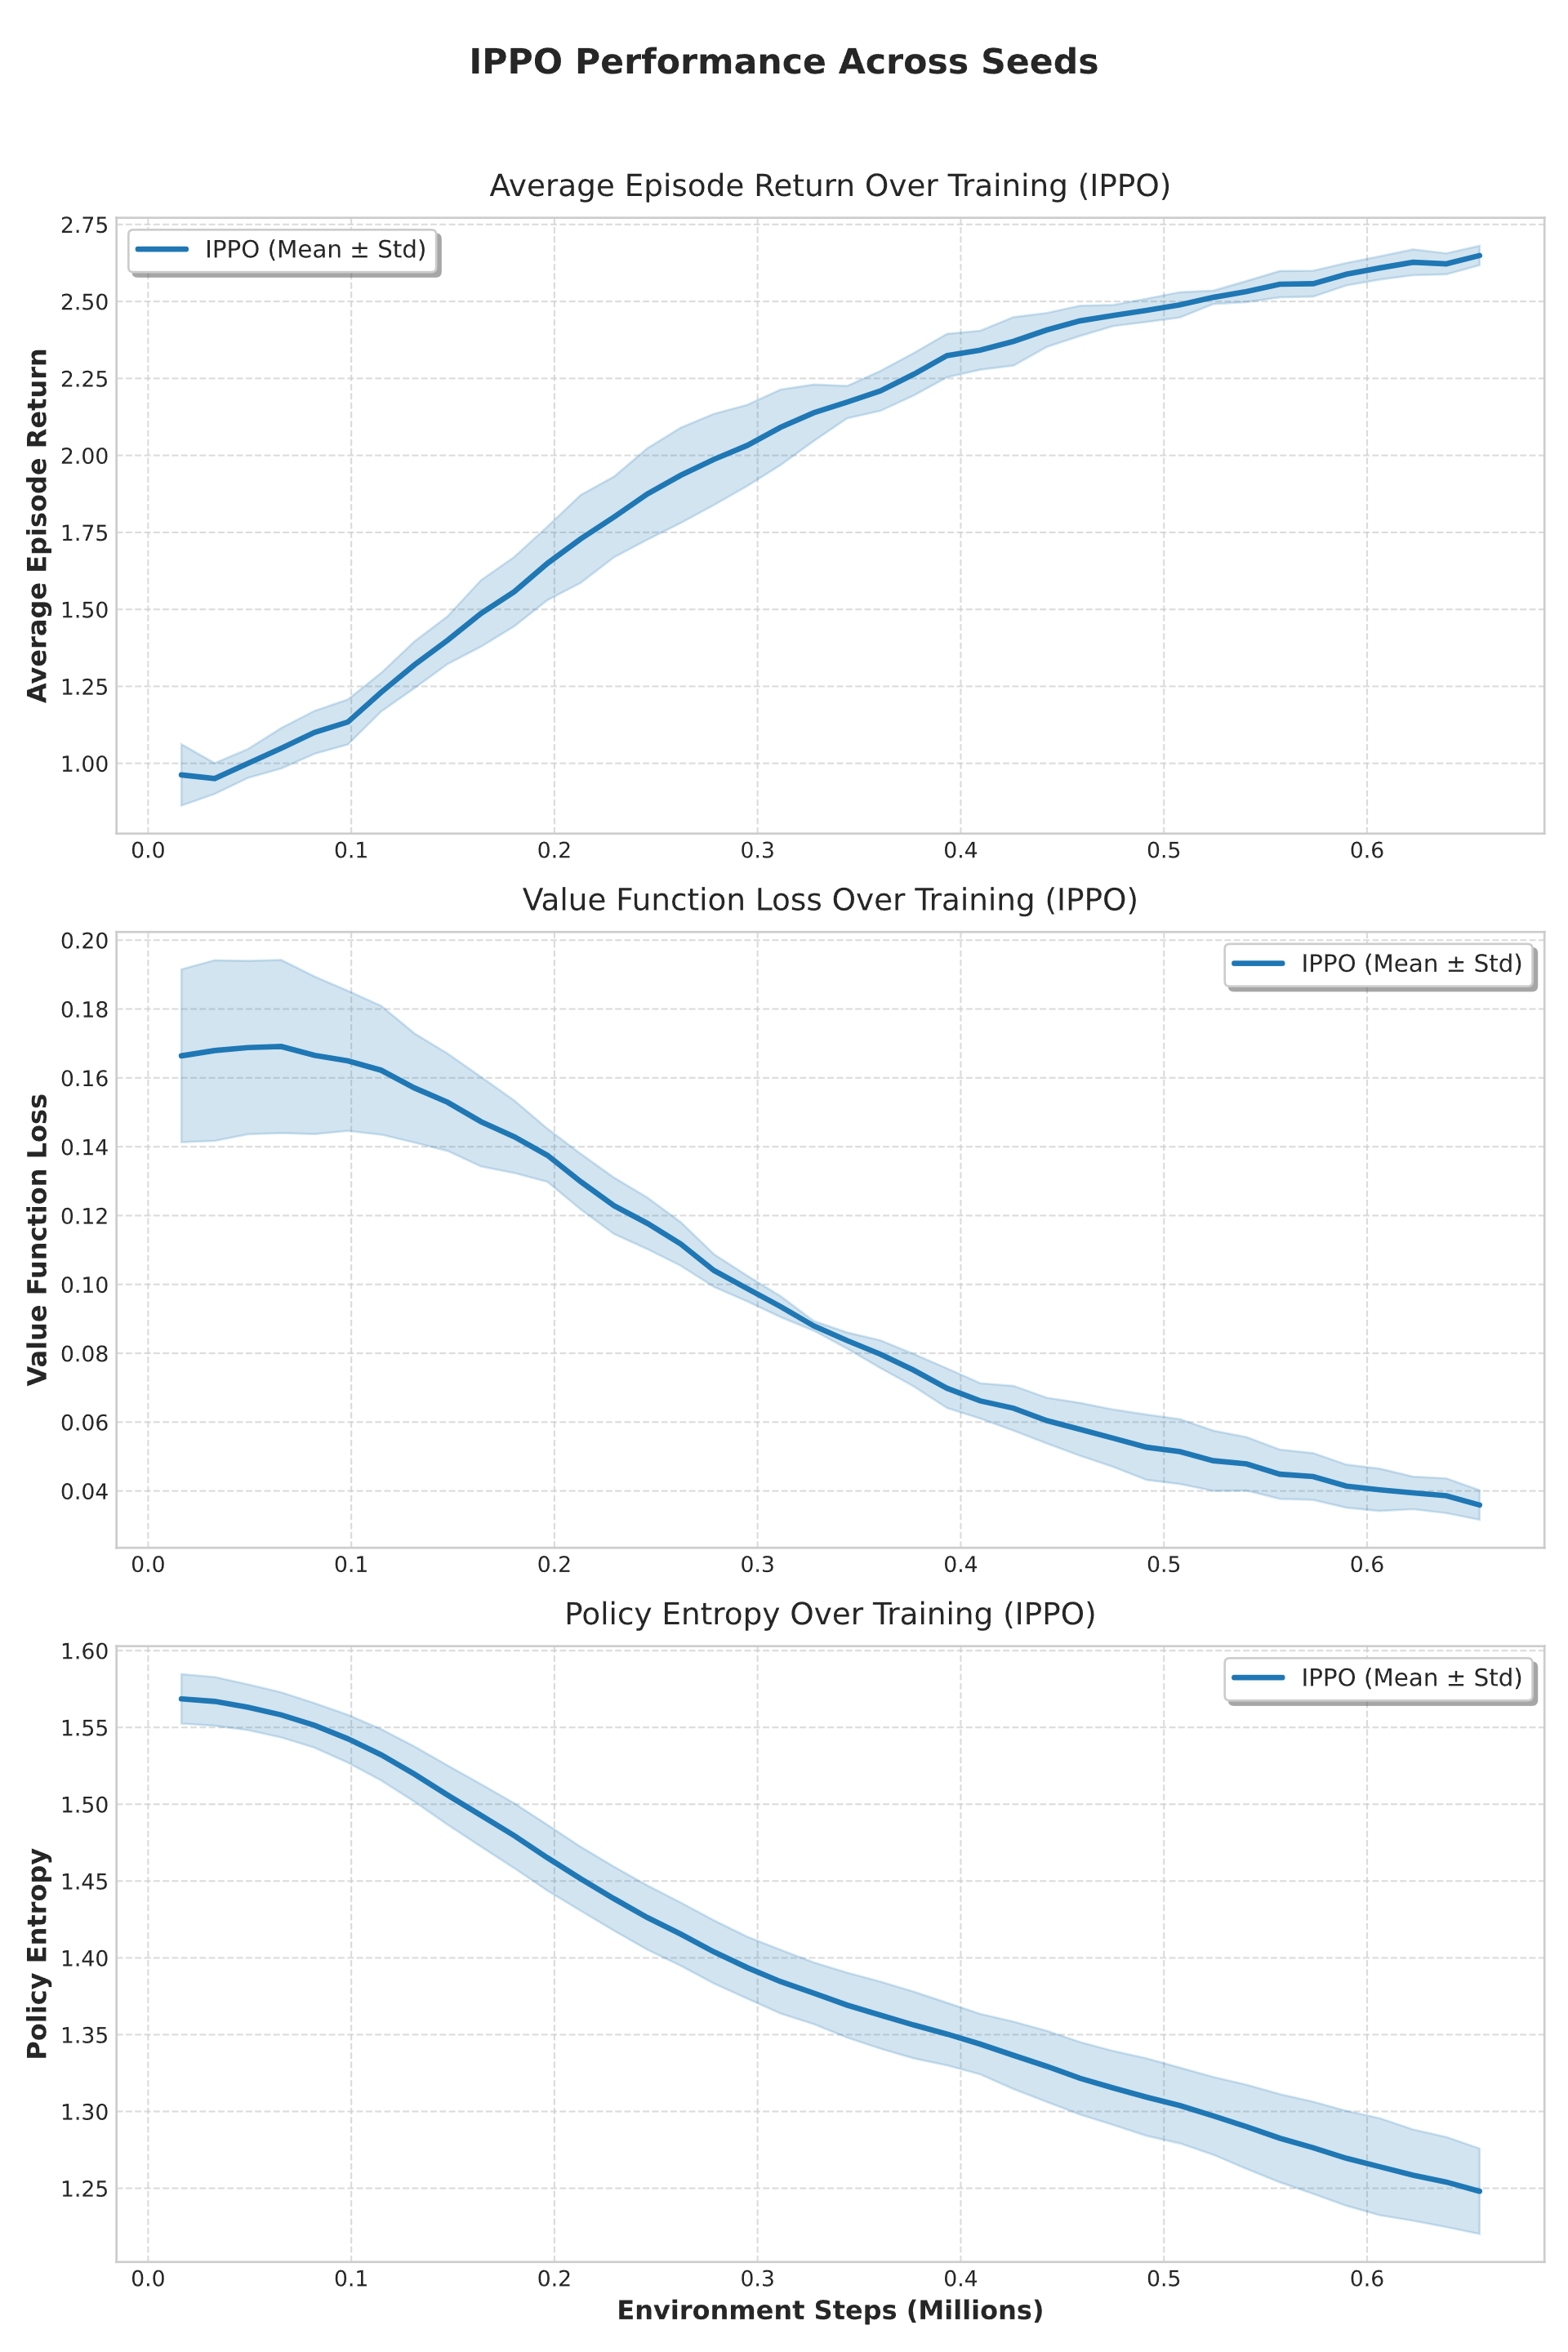 IPPO Performance Across Seeds
Average Episode Return Over Training (IPPO)
IPPO (Mean ± Std)
Average Episode Return
2.75
2.50
2.25
2.00
1.75
1.50
1.25
1.00
0.0 0.1 0.2 0.3 0.4 0.5 0.6
Value Function Loss Over Training (IPPO)
IPPO (Mean ± Std)
Value Function Loss
0.20
0.18
0.16
0.14
0.12
0.10
0.08
0.06
0.04
0.0 0.1 0.2 0.3 0.4 0.5 0.6
Policy Entropy Over Training (IPPO)
IPPO (Mean ± Std)
Policy Entropy
1.60
1.55
1.50
1.45
1.40
1.35
1.30
1.25
0.0 0.1 0.2 0.3 0.4 0.5 0.6
Environment Steps (Millions)